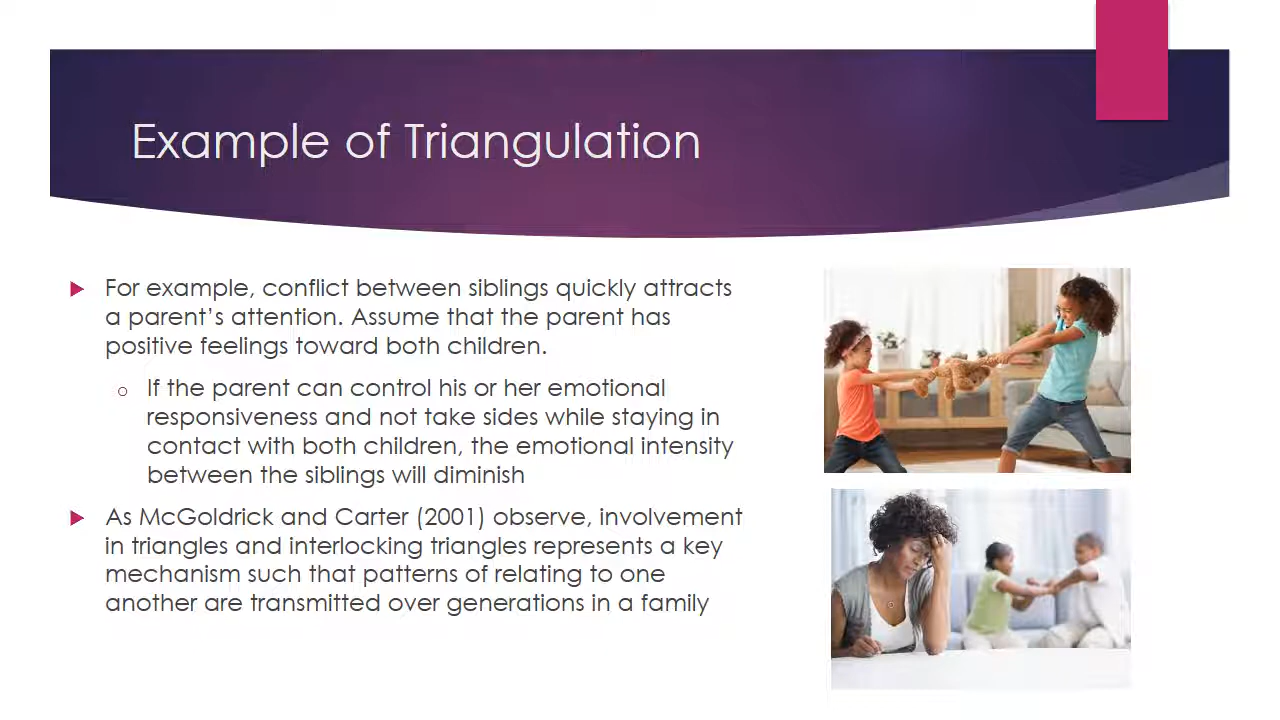 Example of Triangulation
For example, conflict between siblings quickly attracts
a parent’s attention. Assume that the parent has
positive feelings toward both children.
If the parent can control his or her emotional
responsiveness and not take sides while staying in
contact with both children, the emotional intensity
between the siblings will diminish
As McGoldrick and Carter (2001) observe, involvement
in triangles and interlocking triangles represents a key
mechanism such that patterns of relating to one
another are transmitted over generations in a family